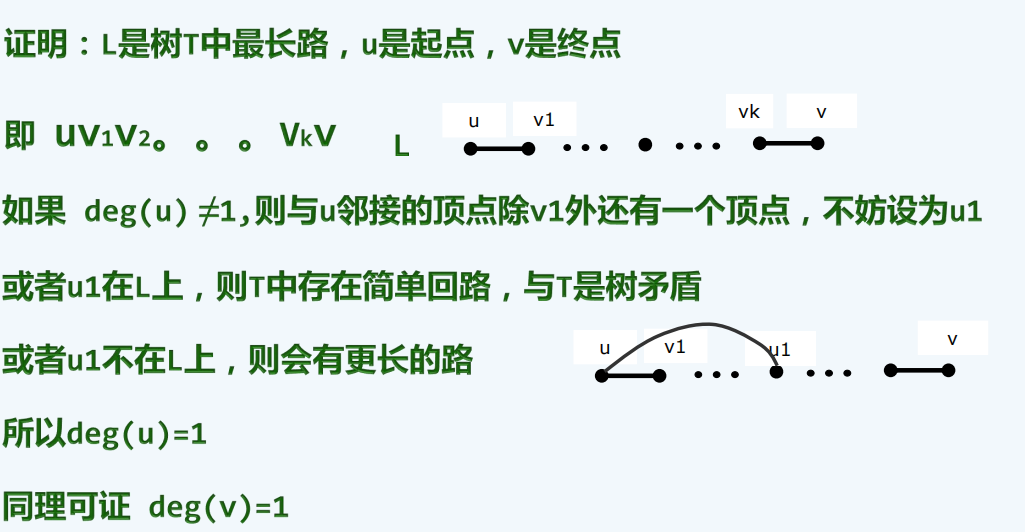 证明：L是树T中最长路，u是起点，v是终点
即 uv1v2。。。Vkv L u v1 vk v
如果 deg(u)≠1,则与u邻接的顶点除v1外还有一个顶点，不妨设为u1
或者u1在L上，则T中存在简单回路，与T是树矛盾
或者u1不在L上，则会有更长的路 u v1 u1 v
所以deg(u)=1
同理可证 deg(v)=1